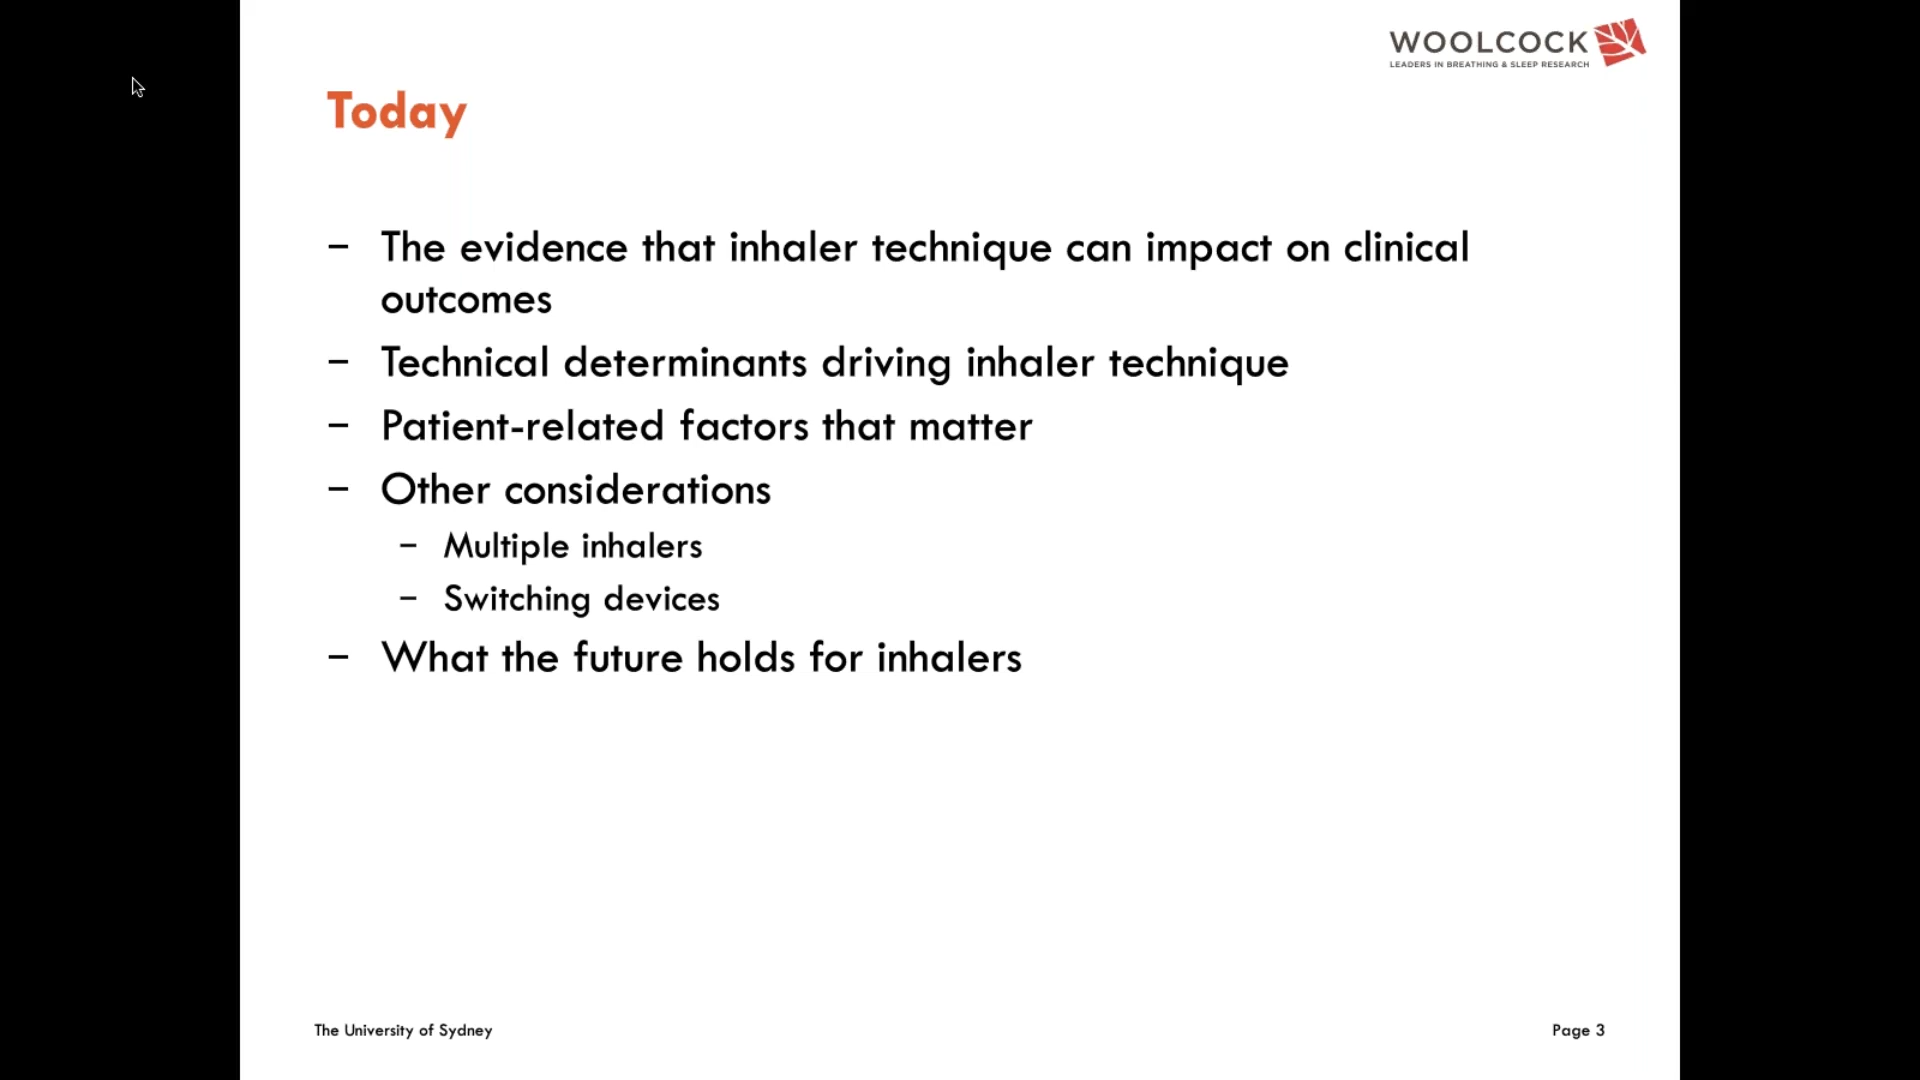 WOOLCOCK
LEADERS IN BREATHING & SLEEP RESEARCH
Today
– The evidence that inhaler technique can impact on clinical
outcomes
– Technical determinants driving inhaler technique
– Patient-related factors that matter
– Other considerations
– Multiple inhalers
– Switching devices
– What the future holds for inhalers
The University of Sydney
Page 3